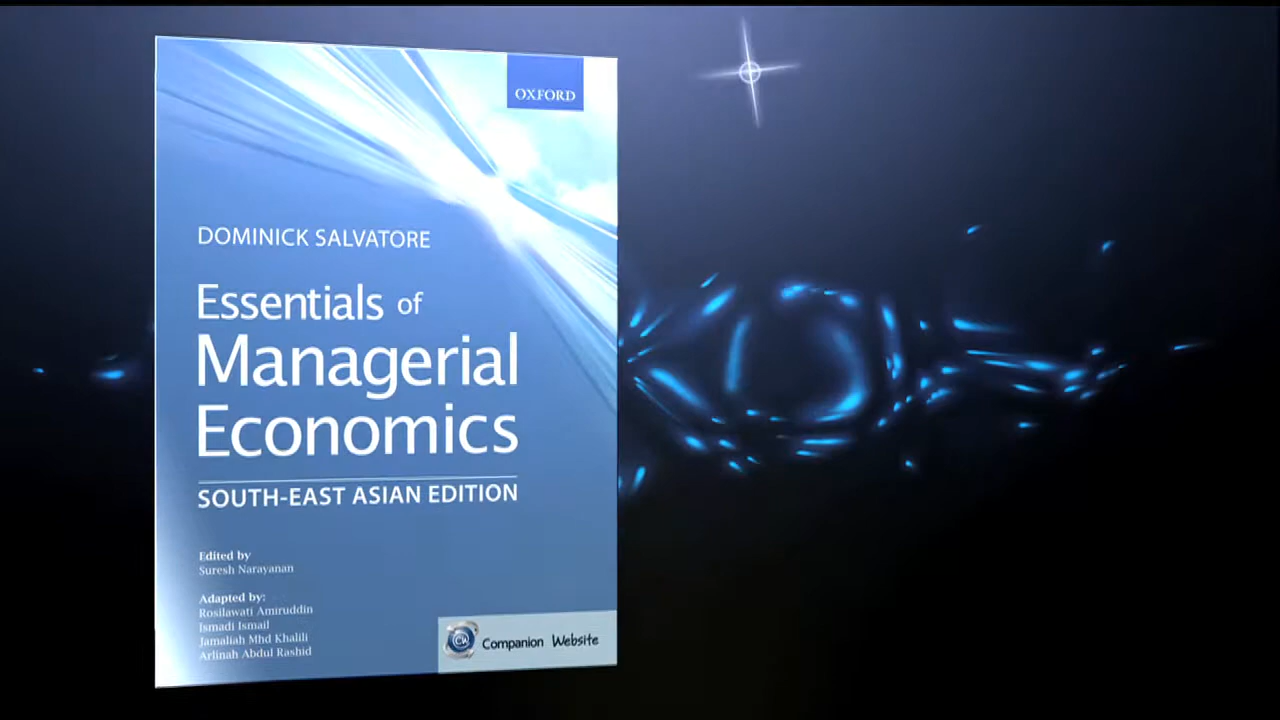 OXFORD
DOMINICK SALVATORE
Essentials of
Managerial
Economics
SOUTH-EAST ASIAN EDITION
Edited by
Suresh Narayanan
Adapted by:
Rosilawati Amiruddin
Ismadi Ismail
Jamaliah Mhd Khalili
Arlinah Abdul Rashid
CW Companion Website